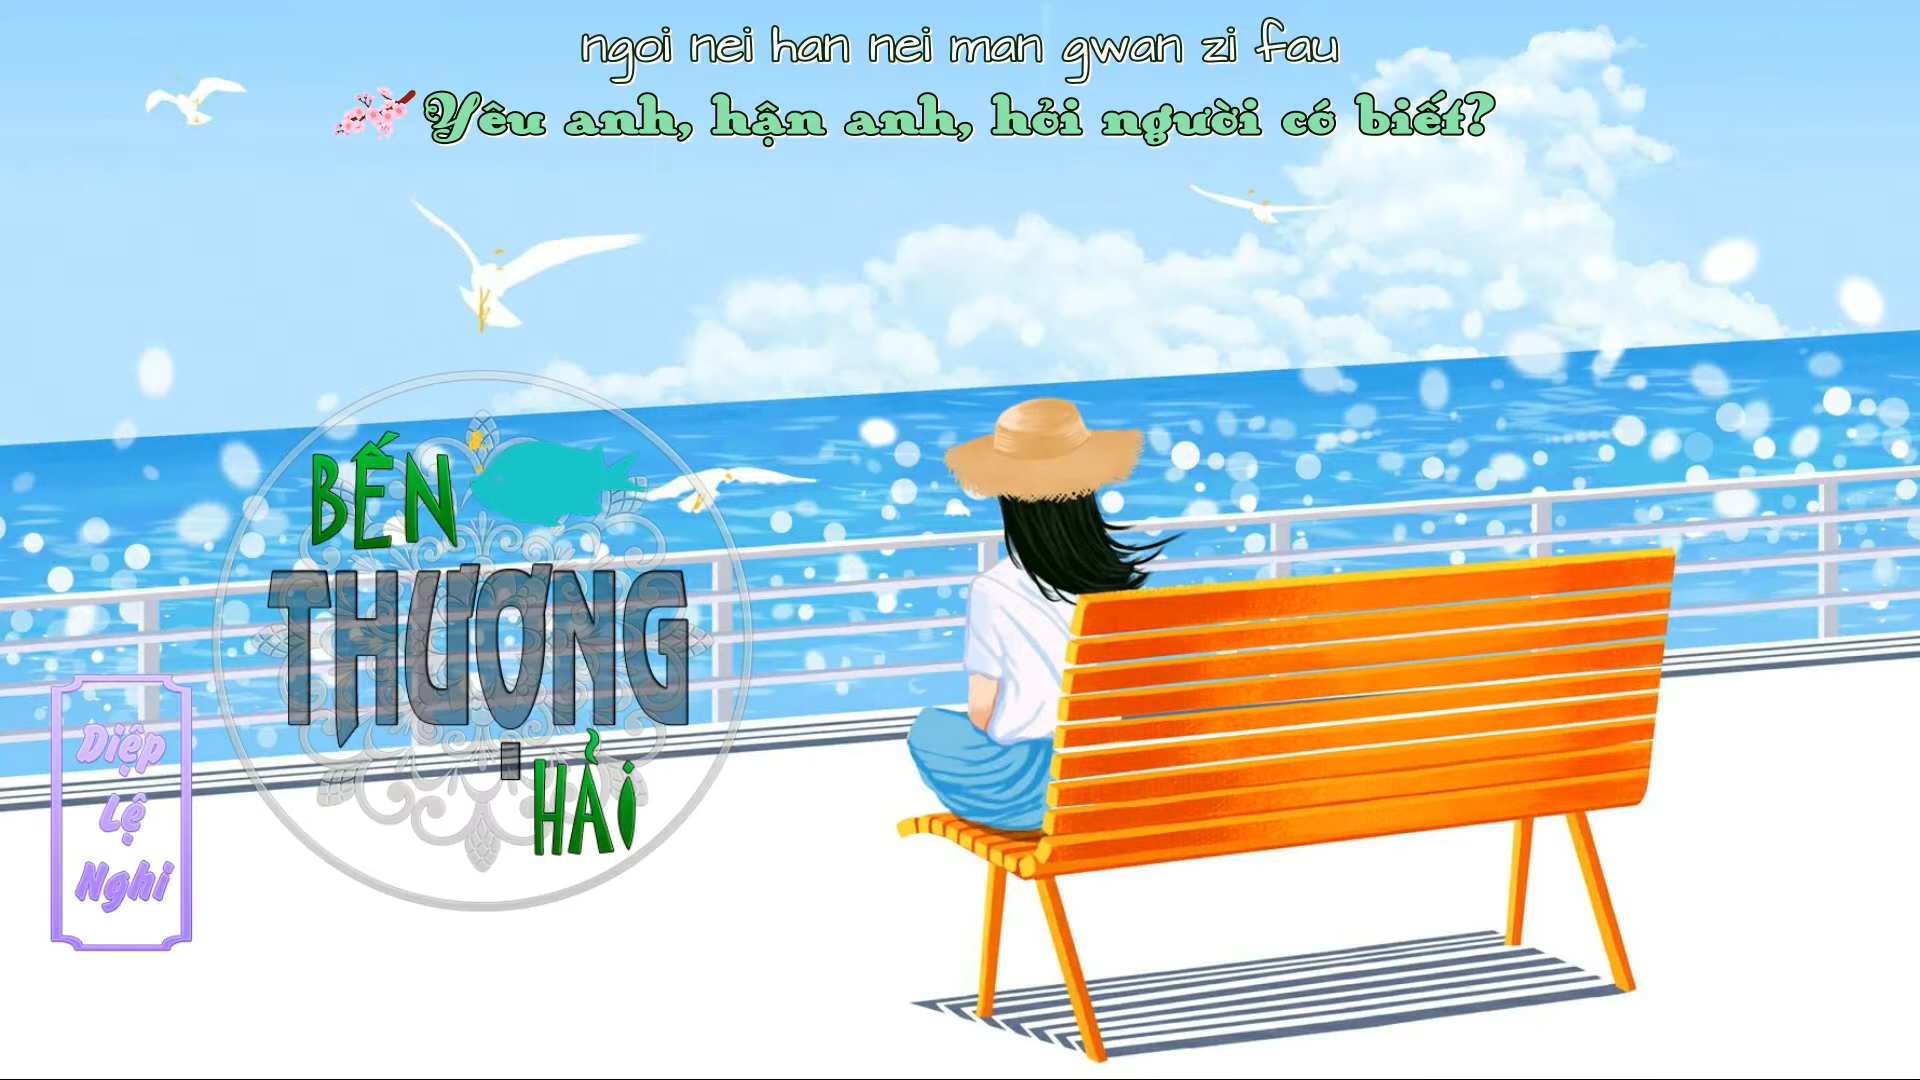 ngoi nei han nei man gwan zi fau
Yêu anh, hận anh, hỏi người có biết?
BẾN
THƯỢNG
HẢI
Diệp
Lệ
Nghi